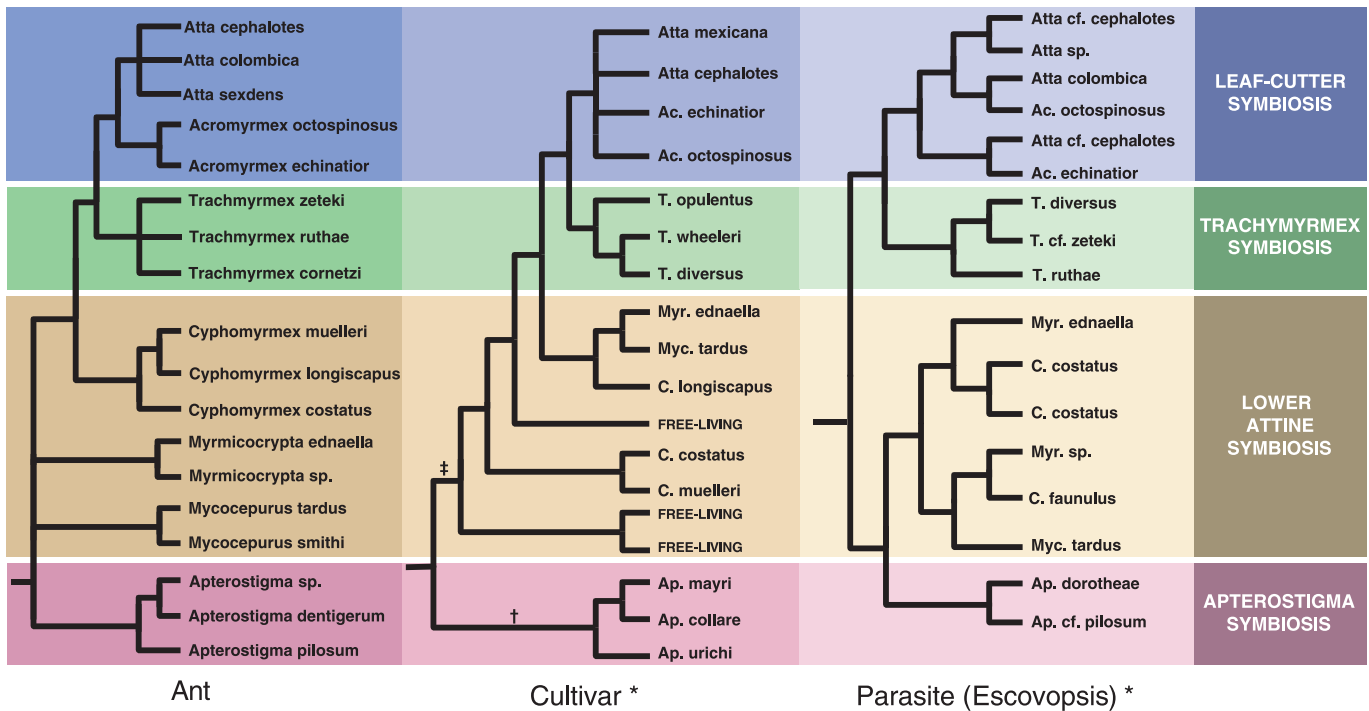 Atta cephalotes
Atta colombica
Atta sexdens
Acromyrmex octospinosus
Acromyrmex echinatior
Trachmyrmex zeteki
Trachmyrmex ruthae
Trachmyrmex cornetzi
Cyphomyrmex muelleri
Cyphomyrmex longiscapus
Cyphomyrmex costatus
Myrmicocrypta ednaella
Myrmicocrypta sp.
Mycocepurus tardus
Mycocepurus smithi
Apterostigma sp.
Apterostigma dentigerum
Apterostigma pilosum
Ant
Atta mexicana
Atta cephalotes
Ac. echinatior
Ac. octospinosus
T. opulentus
T. wheeleri
T. diversus
Myr. ednaella
Myc. tardus
C. longiscapus
FREE-LIVING
C. costatus
C. muelleri
‡
FREE-LIVING
FREE-LIVING
Ap. mayri
Ap. collare
†
Ap. urichi
Cultivar *
Atta cf. cephalotes
Atta sp.
Atta colombica
Ac. octospinosus
Atta cf. cephalotes
Ac. echinatior
T. diversus
T. cf. zeteki
T. ruthae
Myr. ednaella
C. costatus
C. costatus
Myr. sp.
C. faunulus
Myc. tardus
Ap. dorotheae
Ap. cf. pilosum
Parasite (Escovopsis) *
LEAF-CUTTER
SYMBIOSIS
TRACHYMYRMEX
SYMBIOSIS
LOWER
ATTINE
SYMBIOSIS
APTEROSTIGMA
SYMBIOSIS